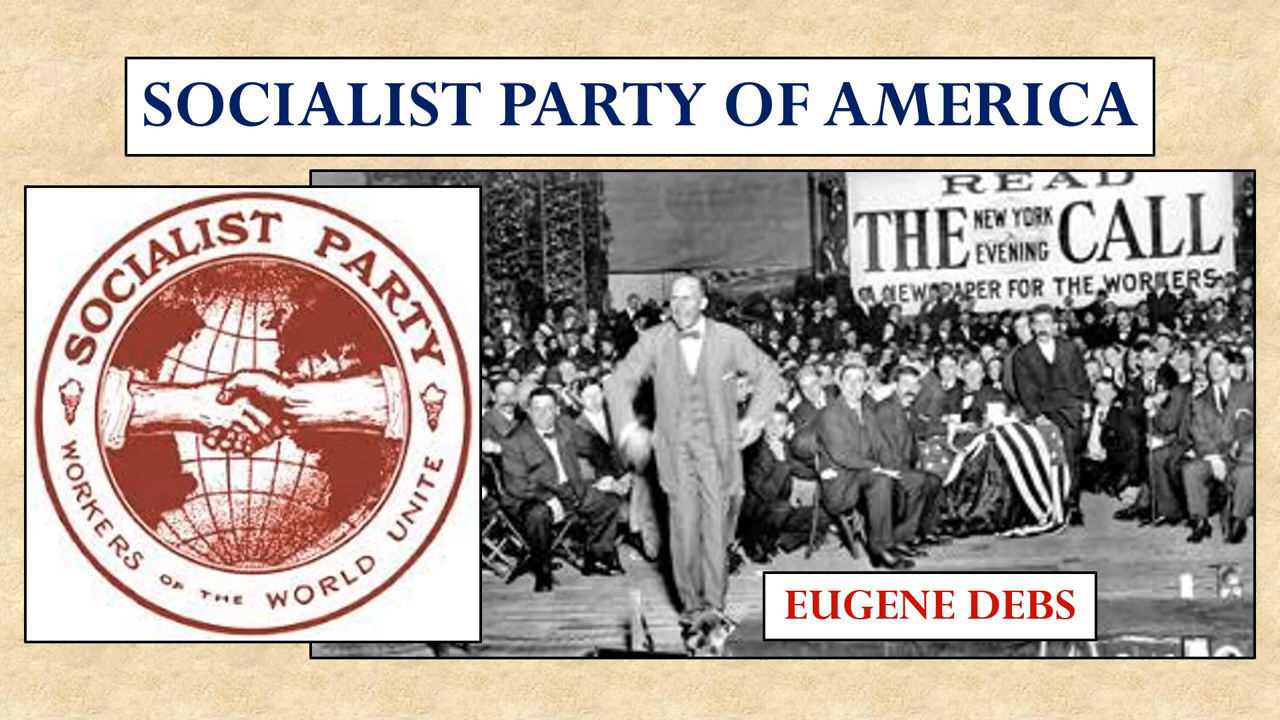 SOCIALIST PARTY OF AMERICA
SOCIALIST PARTY
WORKERS OF THE WORLD UNITE
READ
THE NEW YORK EVENING CALL
A NEWSPAPER FOR THE WORKERS
EUGENE DEBS